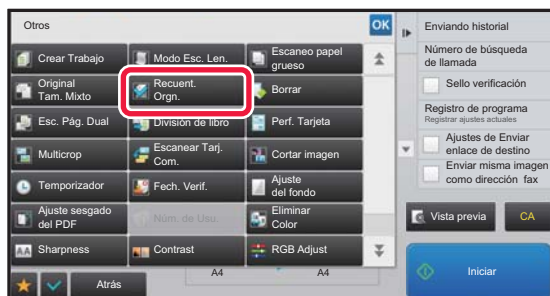 Otros
OK
Crear Trabajo
Modo Esc. Len.
Escaneo papel
grueso
Original
Tam. Mixto
Recuent.
Orgn.
Borrar
Esc. Pág. Dual
División de libro
Perf. Tarjeta
Multicrop
Escanear Tarj.
Com.
Cortar imagen
Temporizador
Fech. Verif.
Ajuste
del fondo
Ajuste sesgado
del PDF
Núm. de Usu.
Eliminar
Color
Sharpness
Contrast
RGB Adjust
Atrás
A4
A4
Enviando historial
Número de búsqueda
de llamada
Sello verificación
Registro de programa
Registrar ajustes actuales
Ajustes de Enviar
enlace de destino
Enviar misma imagen
como dirección fax
Vista previa
CA
Iniciar